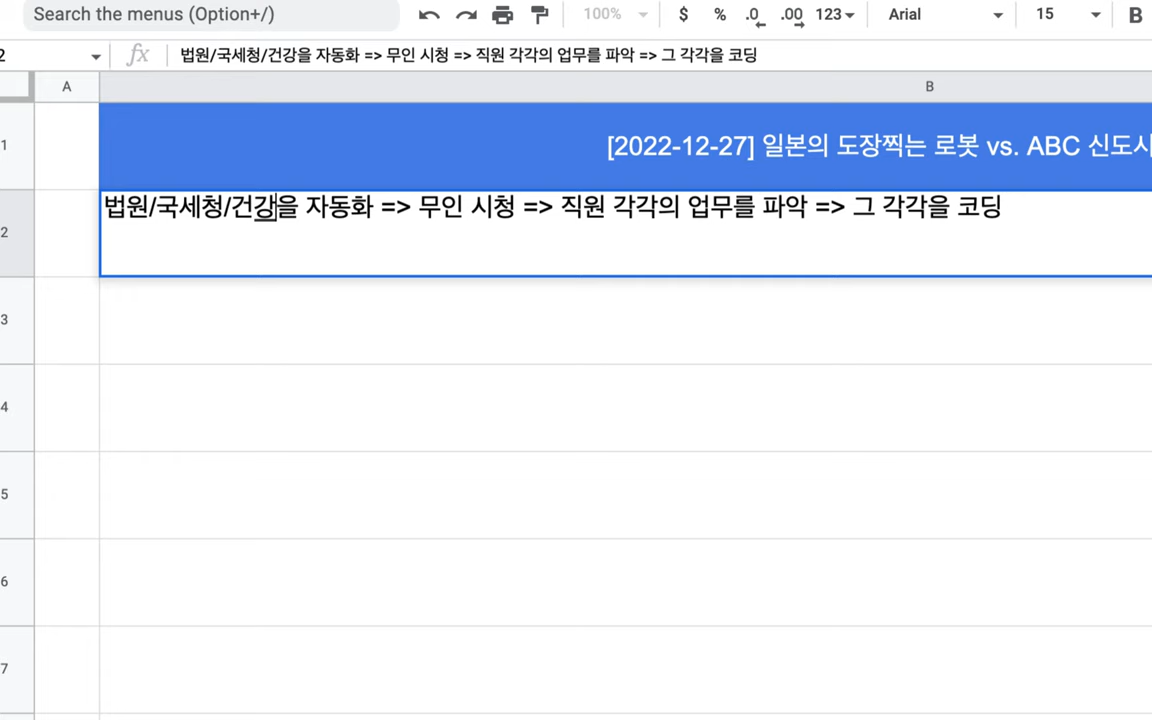 Search the menus (Option+/)
100%
$ % .0 .00 123
Arial
15
B
2
fx
법원/국세청/건강을 자동화 => 무인 시청 => 직원 각각의 업무를 파악 => 그 각각을 코딩
A
B
1
[2022-12-27] 일본의 도장찍는 로봇 vs. ABC 신도시
2
법원/국세청/건강을 자동화 => 무인 시청 => 직원 각각의 업무를 파악 => 그 각각을 코딩
3
4
5
6
7